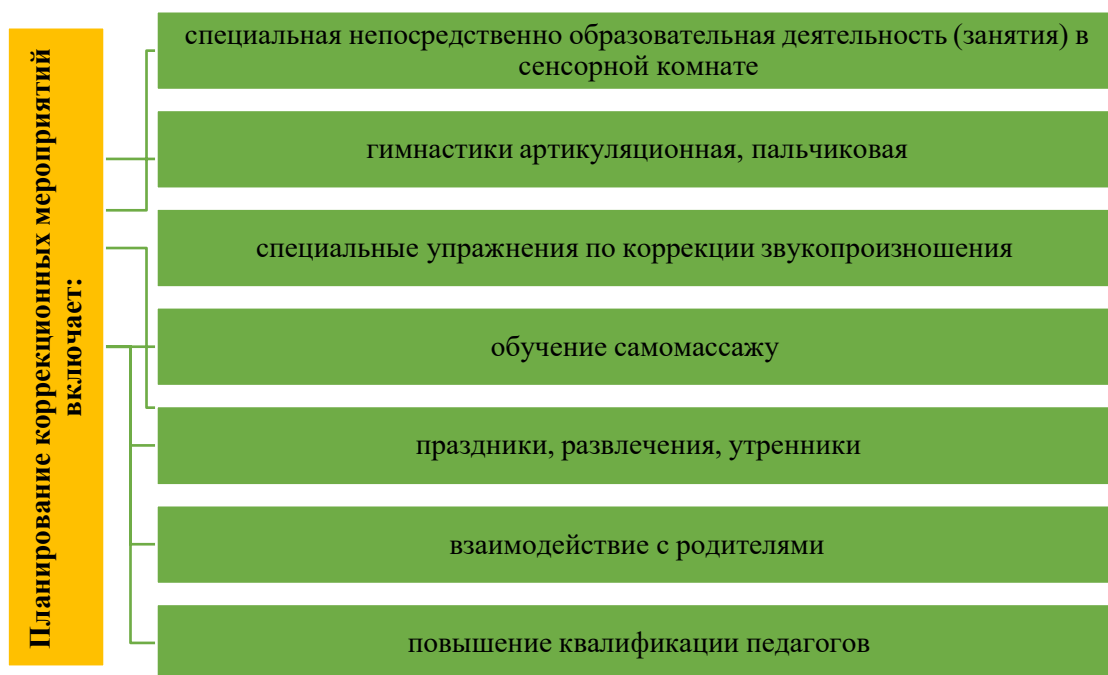 Планирование коррекционных мероприятий
включает:
специальная непосредственно образовательная деятельность (занятия) в
сенсорной комнате
гимнастики артикуляционная, пальчиковая
специальные упражнения по коррекции звукопроизношения
обучение самомассажу
праздники, развлечения, утренники
взаимодействие с родителями
повышение квалификации педагогов